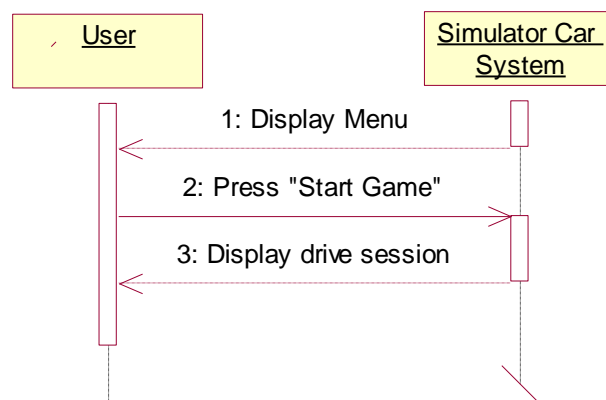 User
Simulator Car
System
1: Display Menu
2: Press "Start Game"
3: Display drive session